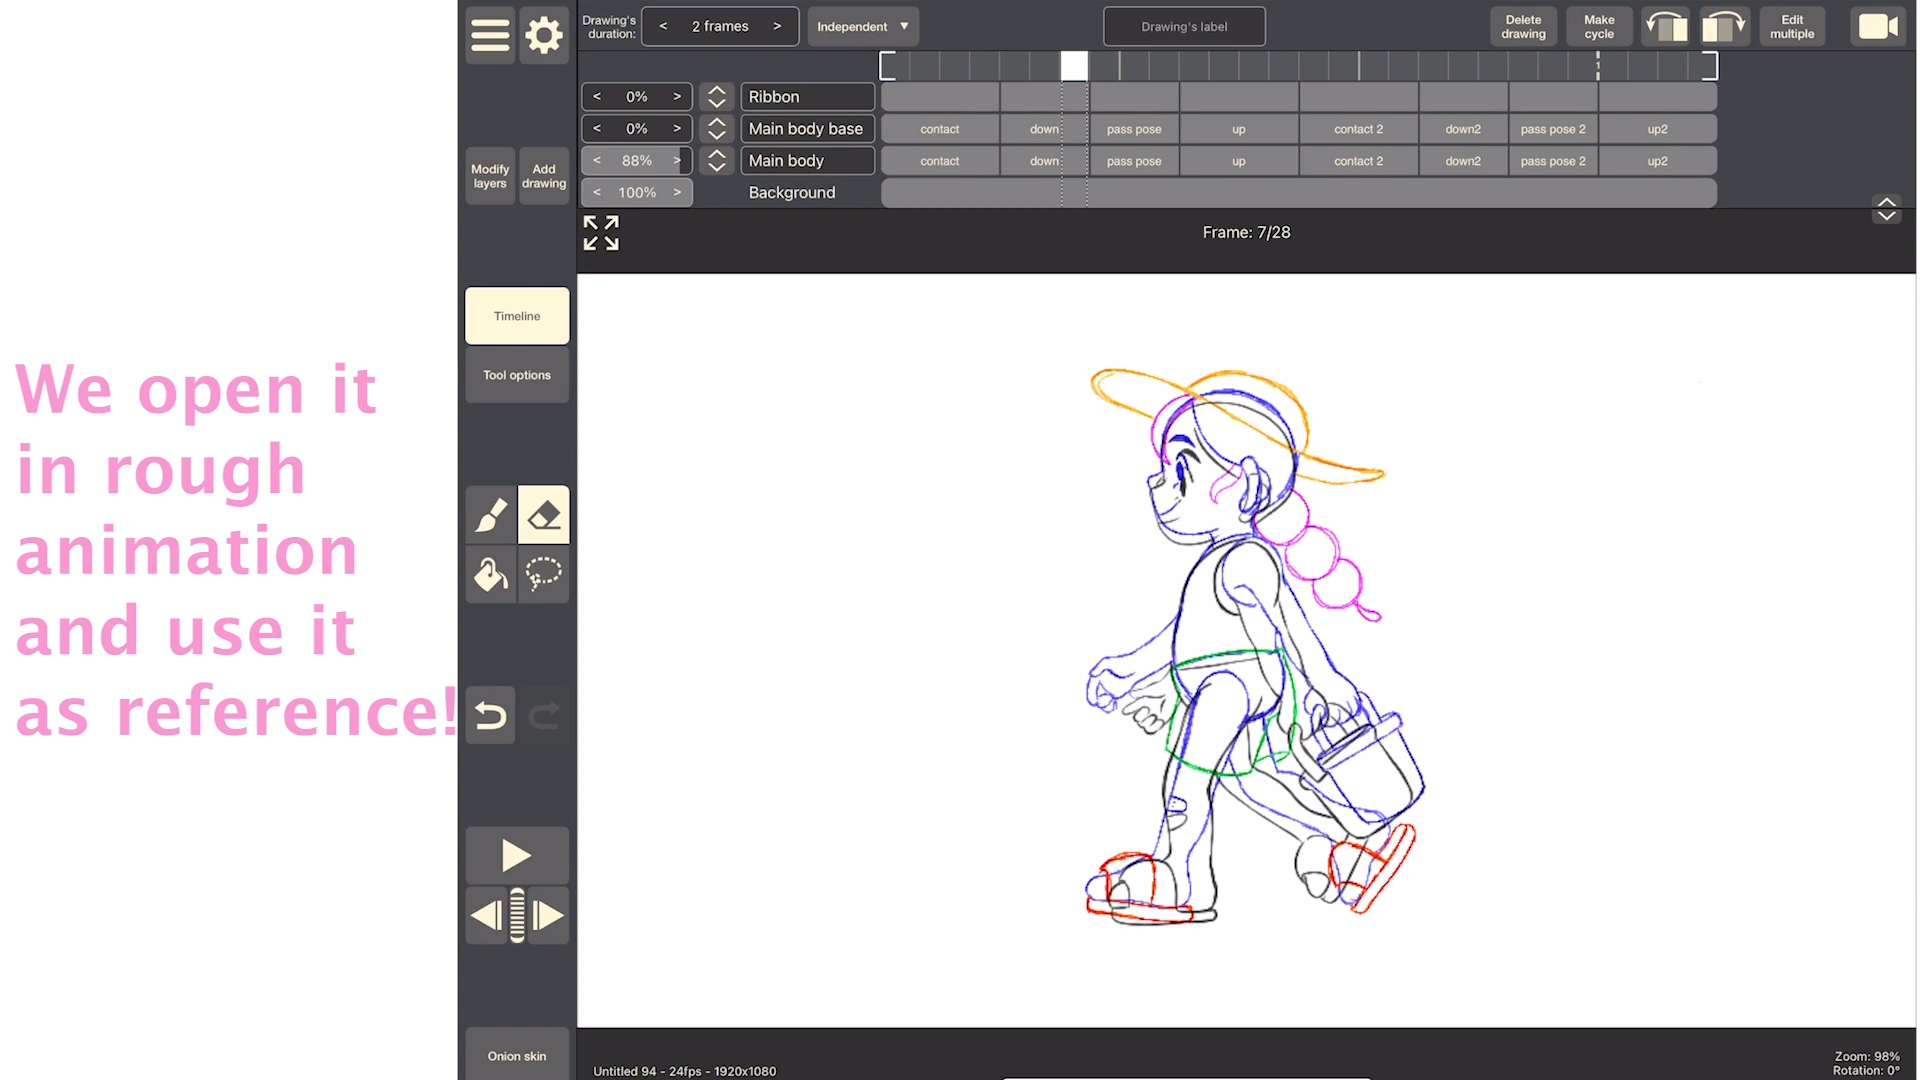 We open it
in rough
animation
and use it
as reference!
Drawing's
duration:
< 2 frames >
Independent ▼
Drawing's label
Delete
drawing
Make
cycle
Edit
multiple
1
< 0% > Ribbon
< 0% > Main body base contact down pass pose up contact 2 down2 pass pose 2 up2
< 88% > Main body contact down pass pose up contact 2 down2 pass pose 2 up2
< 100% > Background
Modify
layers
Add
drawing
Frame: 7/28
Timeline
Tool options
Onion skin
Untitled 94 - 24fps - 1920x1080
Zoom: 98%
Rotation: 0°